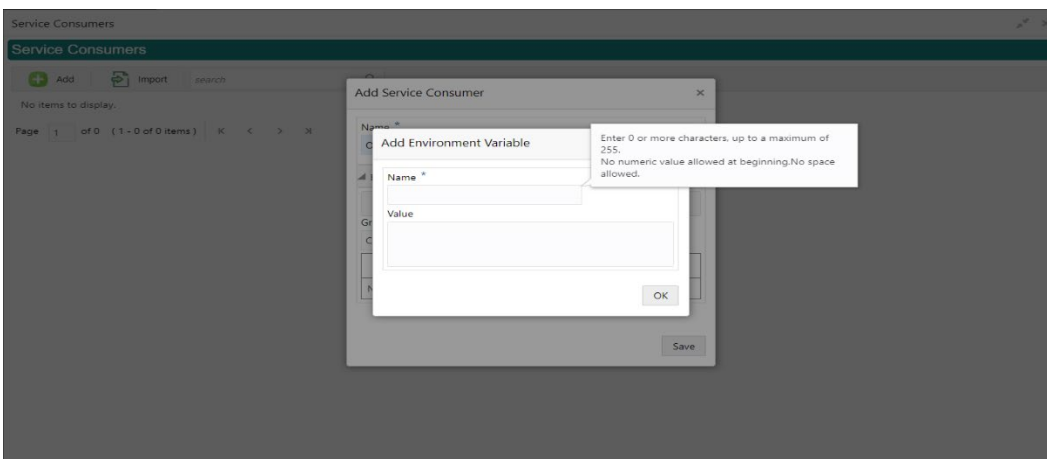 Service Consumers
Service Consumers
Add Import search
No items to display.
Page 1 of 0 (1 - 0 of 0 items)
Add Service Consumer
Name *
Add Environment Variable
Enter 0 or more characters, up to a maximum of
255.
No numeric value allowed at beginning.No space
allowed.
Name *
Value
OK
Save